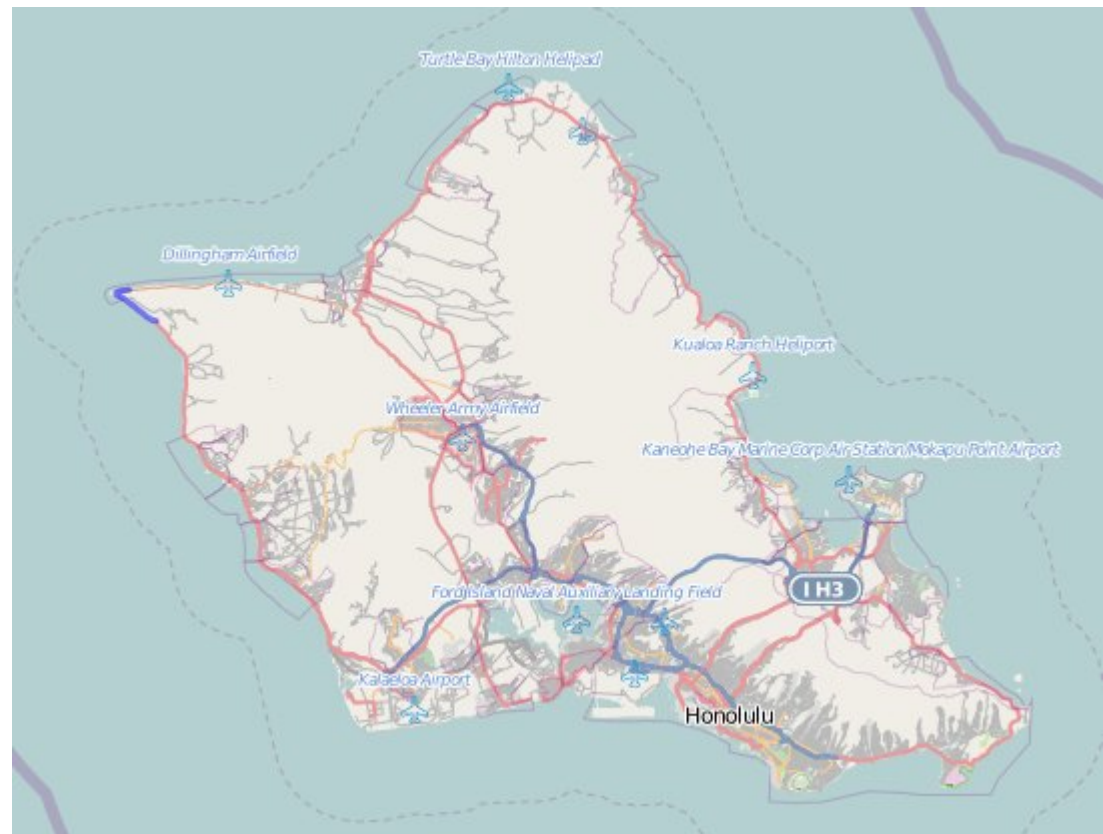 Turtle Bay Hilton Helipad
Dillingham Airfield
Kualoa Ranch Heliport
Wheeler Army Airfield
Kaneohe Bay Marine Corp Air Station/Mokapu Point Airport
I H3
Ford Island Naval Auxiliary Landing Field
Kalaeloa Airport
Honolulu